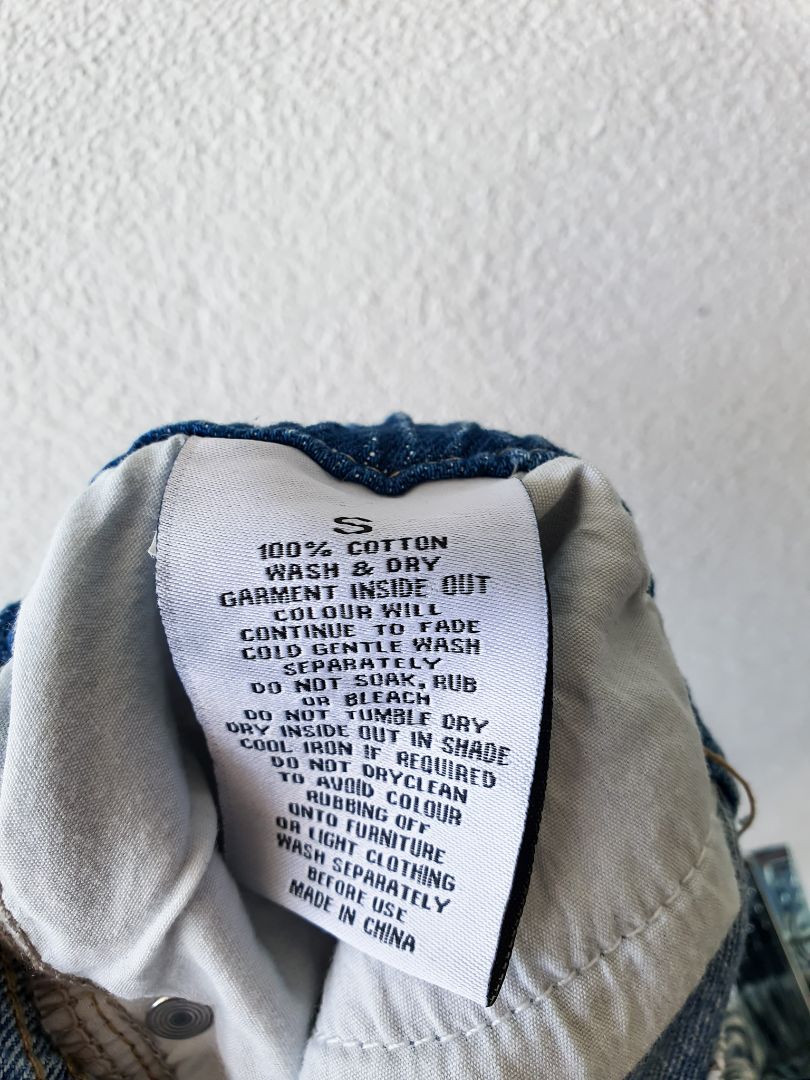 S
100% COTTON
WASH & DRY
GARMENT INSIDE OUT
COLOUR WILL
CONTINUE TO FADE
COLD GENTLE WASH
SEPARATELY
DO NOT SOAK, RUB
OR BLEACH
DO NOT TUMBLE DRY
DRY INSIDE OUT IN SHADE
COOL IRON IF REQUIRED
DO NOT DRYCLEAN
TO AVOID COLOUR
RUBBING OFF
ONTO FURNITURE
OR LIGHT CLOTHING
WASH SEPARATELY
BEFORE USE
MADE IN CHINA